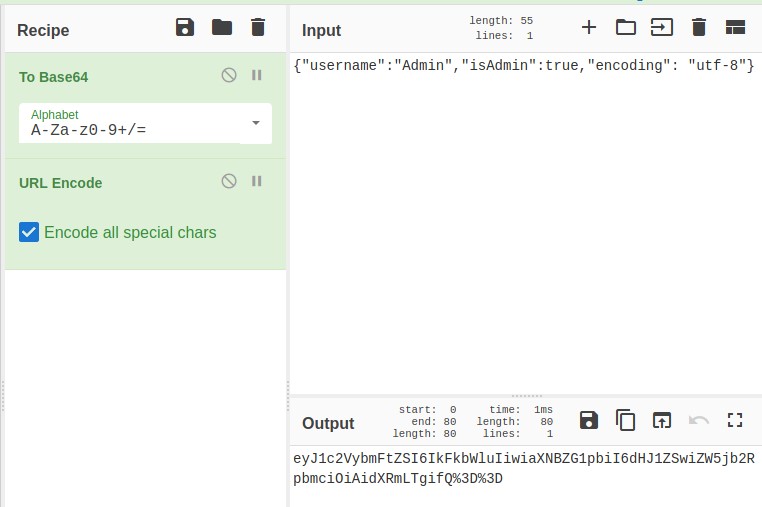 Recipe
To Base64
Alphabet
A-Za-z0-9+/=
URL Encode
Encode all special chars
Input
length: 55
lines: 1
{"username":"Admin","isAdmin":true,"encoding": "utf-8"}
Output
start: 0
end: 80
length: 80
time: 1ms
length: 80
lines: 1
eyJ1c2VybmFtZSI6IkFkbWluIiwiaXNBZG1pbiI6dHJ1ZSwiZW5jb2R
pbmciOiAidXRmLTgifQ%3D%3D